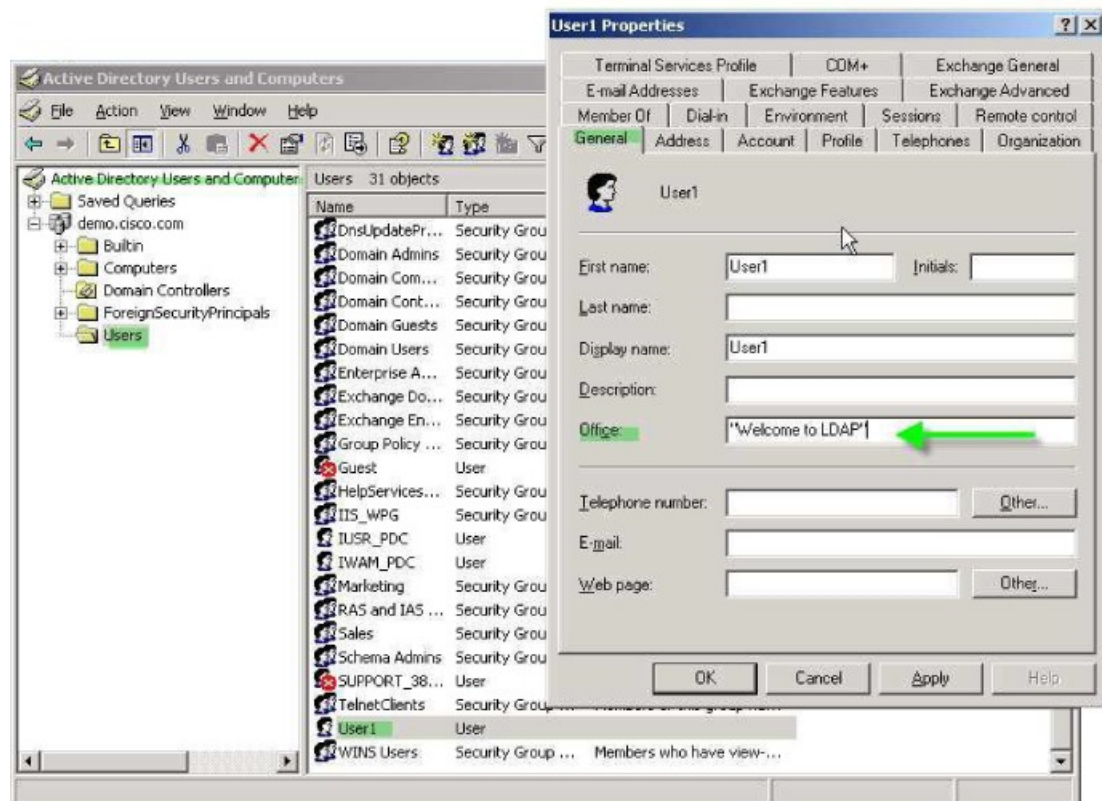 Active Directory Users and Computers
File Action View Window Help
Active Directory Users and Computer
Saved Queries
demo.cisco.com
Builtin
Computers
Domain Controllers
ForeignSecurityPrincipals
Users
Users 31 objects
Name Type
DnsUpdatePr... Security Grou
Domain Admins Security Grou
Domain Com... Security Grou
Domain Cont... Security Grou
Domain Guests Security Grou
Domain Users Security Grou
Enterprise A... Security Grou
Exchange Do... Security Grou
Exchange En... Security Grou
Group Policy ... Security Grou
Guest User
HelpServices... Security Grou
IIS_WPG Security Grou
IUSR_PDC User
IWAM_PDC User
Marketing Security Grou
RAS and IAS ... Security Grou
Sales Security Grou
Schema Admins Security Grou
SUPPORT_38... User
TelnetClients Security Group ... Members of this group ha...
User1 User
WINS Users Security Group ... Members who have view-...
User1 Properties
Terminal Services Profile COM+ Exchange General
E-mail Addresses Exchange Features Exchange Advanced
Member Of Dial-in Environment Sessions Remote control
General Address Account Profile Telephones Organization
User1
First name: User1 Initials:
Last name:
Display name: User1
Description:
Office: "Welcome to LDAP"
Telephone number: Other...
E-mail:
Web page: Other...
OK Cancel Apply Help